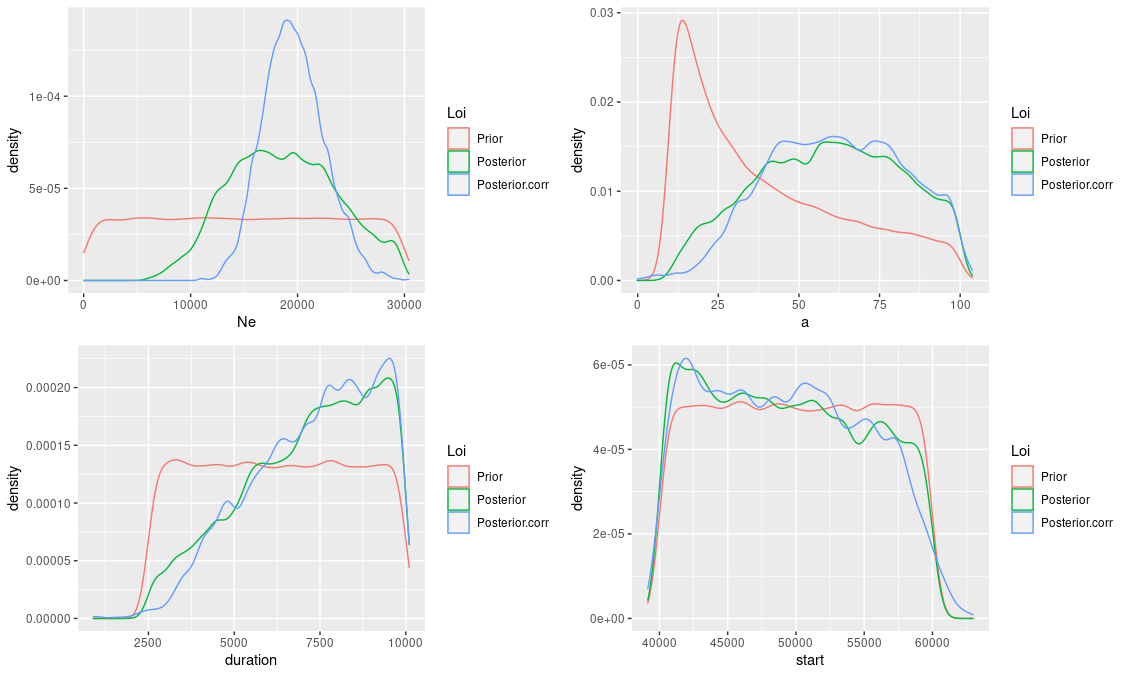 density
1e-04
5e-05
0e+00
0 10000 20000 30000
Ne
Loi
Prior
Posterior
Posterior.corr
density
0.03
0.02
0.01
0.00
0 25 50 75 100
a
Loi
Prior
Posterior
Posterior.corr
density
0.00020
0.00015
0.00010
0.00005
0.00000
2500 5000 7500 10000
duration
Loi
Prior
Posterior
Posterior.corr
density
6e-05
4e-05
2e-05
0e+00
40000 45000 50000 55000 60000
start
Loi
Prior
Posterior
Posterior.corr